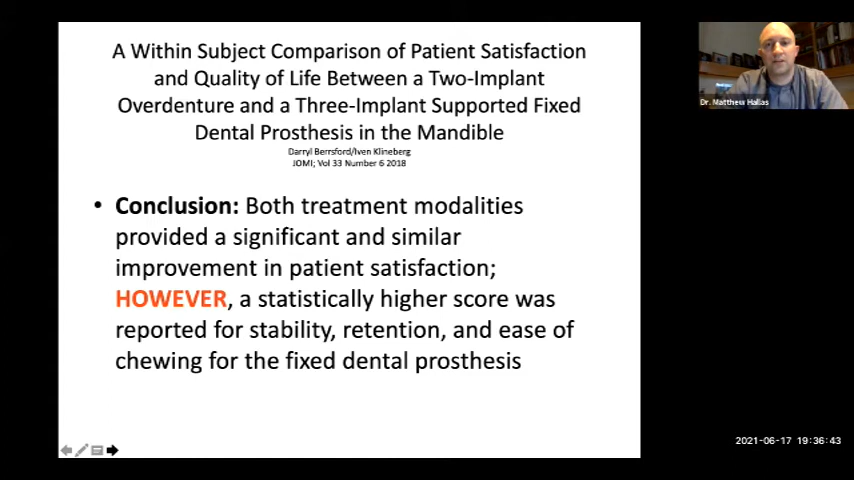 A Within Subject Comparison of Patient Satisfaction
and Quality of Life Between a Two-Implant
Overdenture and a Three-Implant Supported Fixed
Dental Prosthesis in the Mandible
Darryl Berrsford/Iven Klineberg
JOMI; Vol 33 Number 6 2018
• Conclusion: Both treatment modalities
provided a significant and similar
improvement in patient satisfaction;
HOWEVER, a statistically higher score was
reported for stability, retention, and ease of
chewing for the fixed dental prosthesis
Dr. Matthew Hallas
2021-06-17 19:36:43